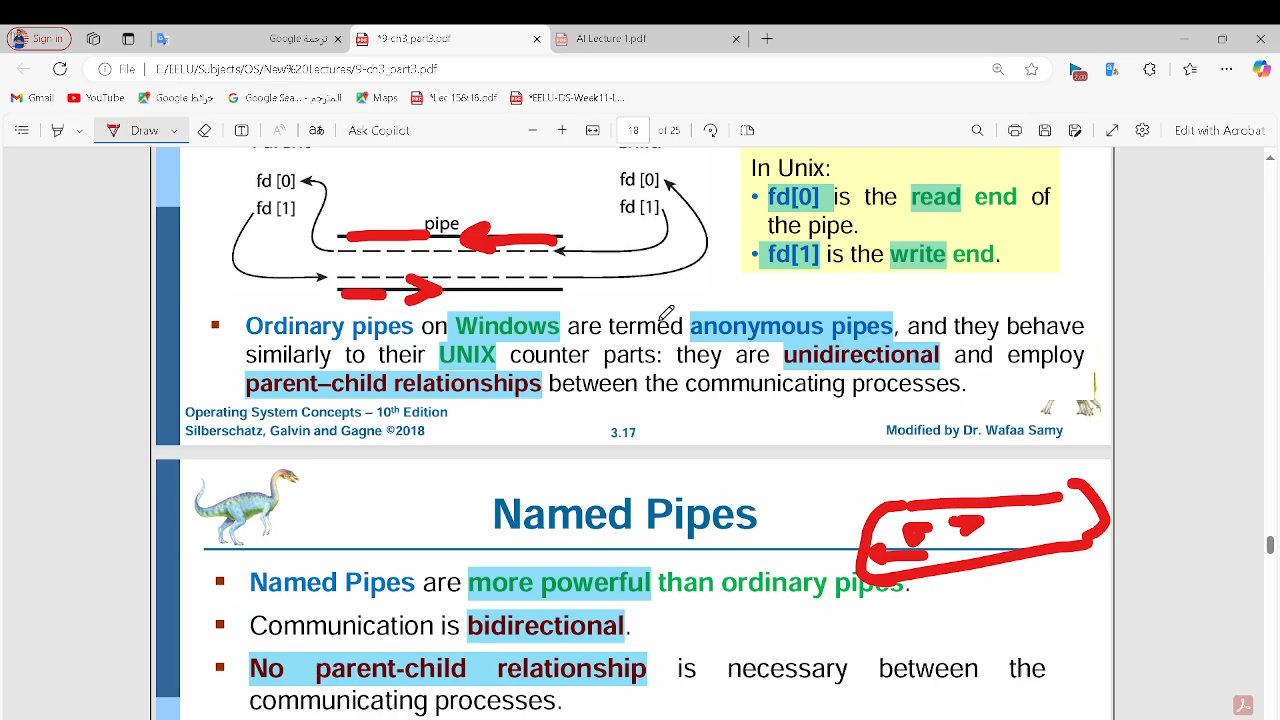 Sign in
ترجمة Google
*9-ch3_part3.pdf
AI Lecture 1.pdf
File
E:/EELU/Subjects/OS/New%20Lectures/9-ch3_part3.pdf
2.00
Gmail
YouTube
خرائط Google
Google Sea...
Maps
*Lec 15&16.pdf
*EELU-DS-Week11-L...
Draw
Ask Copilot
18
of 25
Edit with Acrobat
fd [0]
fd [1]
pipe
fd [0]
fd [1]
In Unix:
• fd[0] is the read end of
the pipe.
• fd[1] is the write end.
Ordinary pipes on Windows are termed anonymous pipes, and they behave
similarly to their UNIX counter parts: they are unidirectional and employ
parent–child relationships between the communicating processes.
Operating System Concepts – 10th Edition
Silberschatz, Galvin and Gagne ©2018
3.17
Modified by Dr. Wafaa Samy
Named Pipes
Named Pipes are more powerful than ordinary pipes.
Communication is bidirectional.
No parent-child relationship is necessary between the
communicating processes.